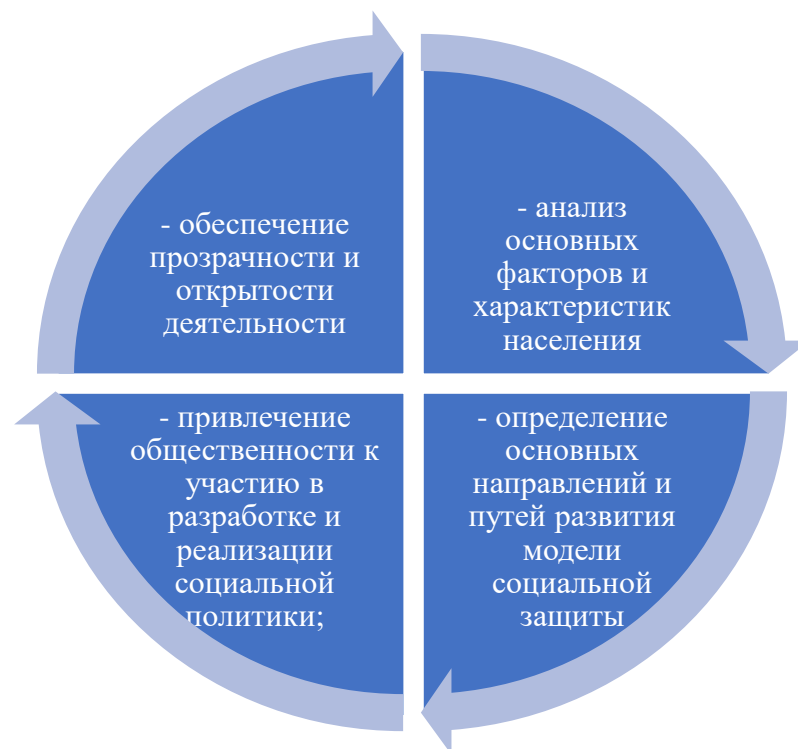 - обеспечение
прозрачности и
открытости
деятельности
- анализ
основных
факторов и
характеристик
населения
- привлечение
общественности к
участию в
разработке и
реализации
социальной
политики;
- определение
основных
направлений и
путей развития
модели
социальной
защиты